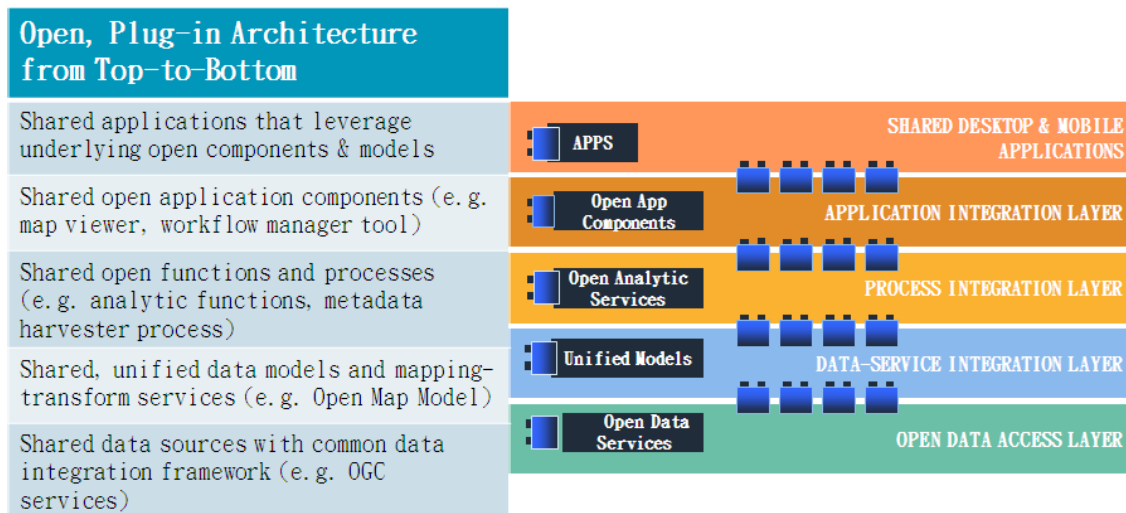 Open, Plug-in Architecture
from Top-to-Bottom
Shared applications that leverage
underlying open components & models
APPS
SHARED DESKTOP & MOBILE
APPLICATIONS
Shared open application components (e.g.
map viewer, workflow manager tool)
Open App
Components
APPLICATION INTEGRATION LAYER
Shared open functions and processes
(e.g. analytic functions, metadata
harvester process)
Open Analytic
Services
PROCESS INTEGRATION LAYER
Shared, unified data models and mapping-
transform services (e.g. Open Map Model)
Unified Models
DATA-SERVICE INTEGRATION LAYER
Shared data sources with common data
integration framework (e.g. OGC
services)
Open Data
Services
OPEN DATA ACCESS LAYER